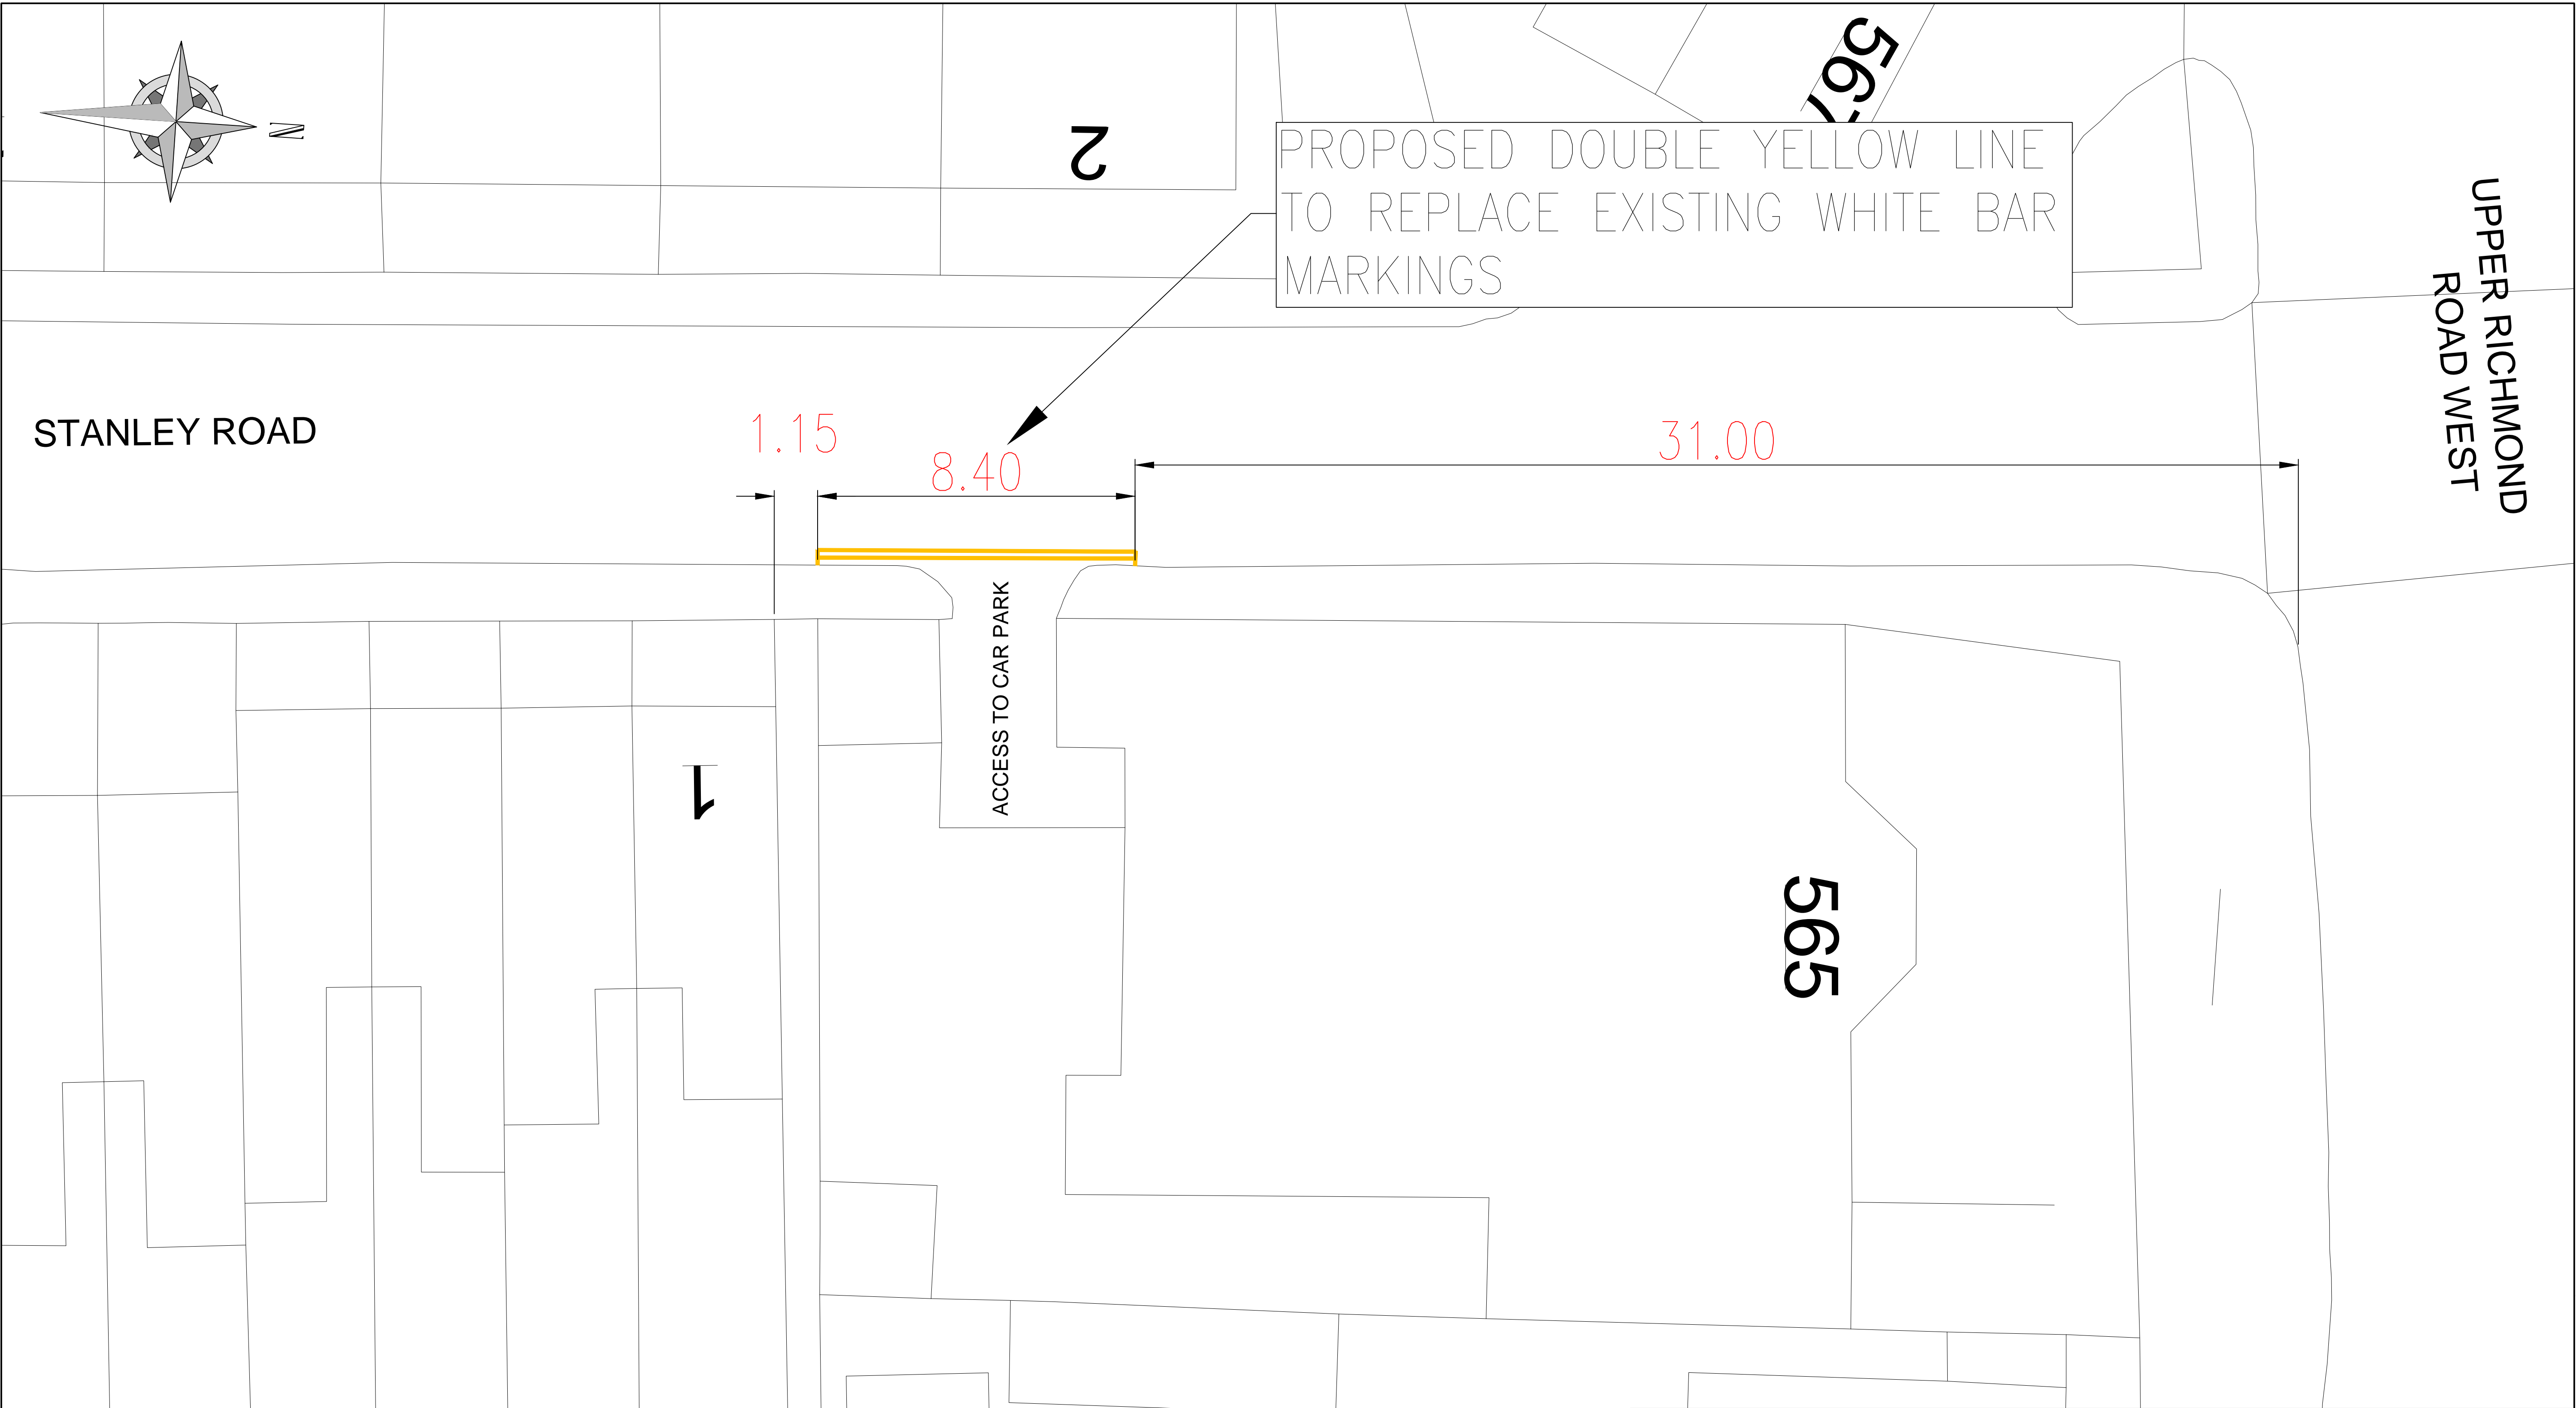 N
2
567
PROPOSED DOUBLE YELLOW LINE
TO REPLACE EXISTING WHITE BAR
MARKINGS
UPPER RICHMOND
ROAD WEST
STANLEY ROAD
1.15
8.40
31.00
ACCESS TO CAR PARK
1
565